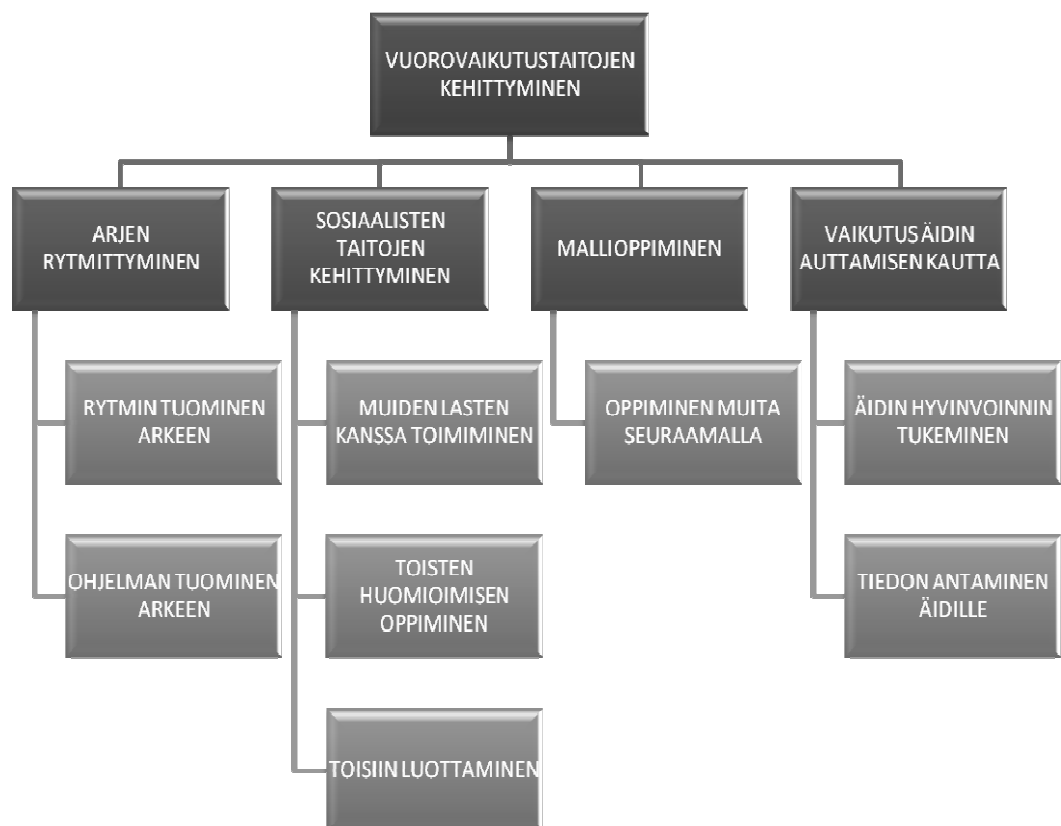 VUOROVAIKUTUSTAITOJEN
KEHITTYMINEN
ARJEN
RYTMITTYMINEN
SOSIAALISTEN
TAITOJEN
KEHITTYMINEN
MALLIOPPIMINEN
VAIKUTUS ÄIDIN
AUTTAMISEN KAUTTA
RYTMIN TUOMINEN
ARKEEN
MUIDEN LASTEN
KANSSA TOIMIMINEN
OPPIMINEN MUITA
SEURAAMALLA
ÄIDIN HYVINVOINNIN
TUKEMINEN
OHJELMAN TUOMINEN
ARKEEN
TOISTEN
HUOMIOIMISEN
OPPIMINEN
TIEDON ANTAMINEN
ÄIDILLE
TOISIIN LUOTTAMINEN